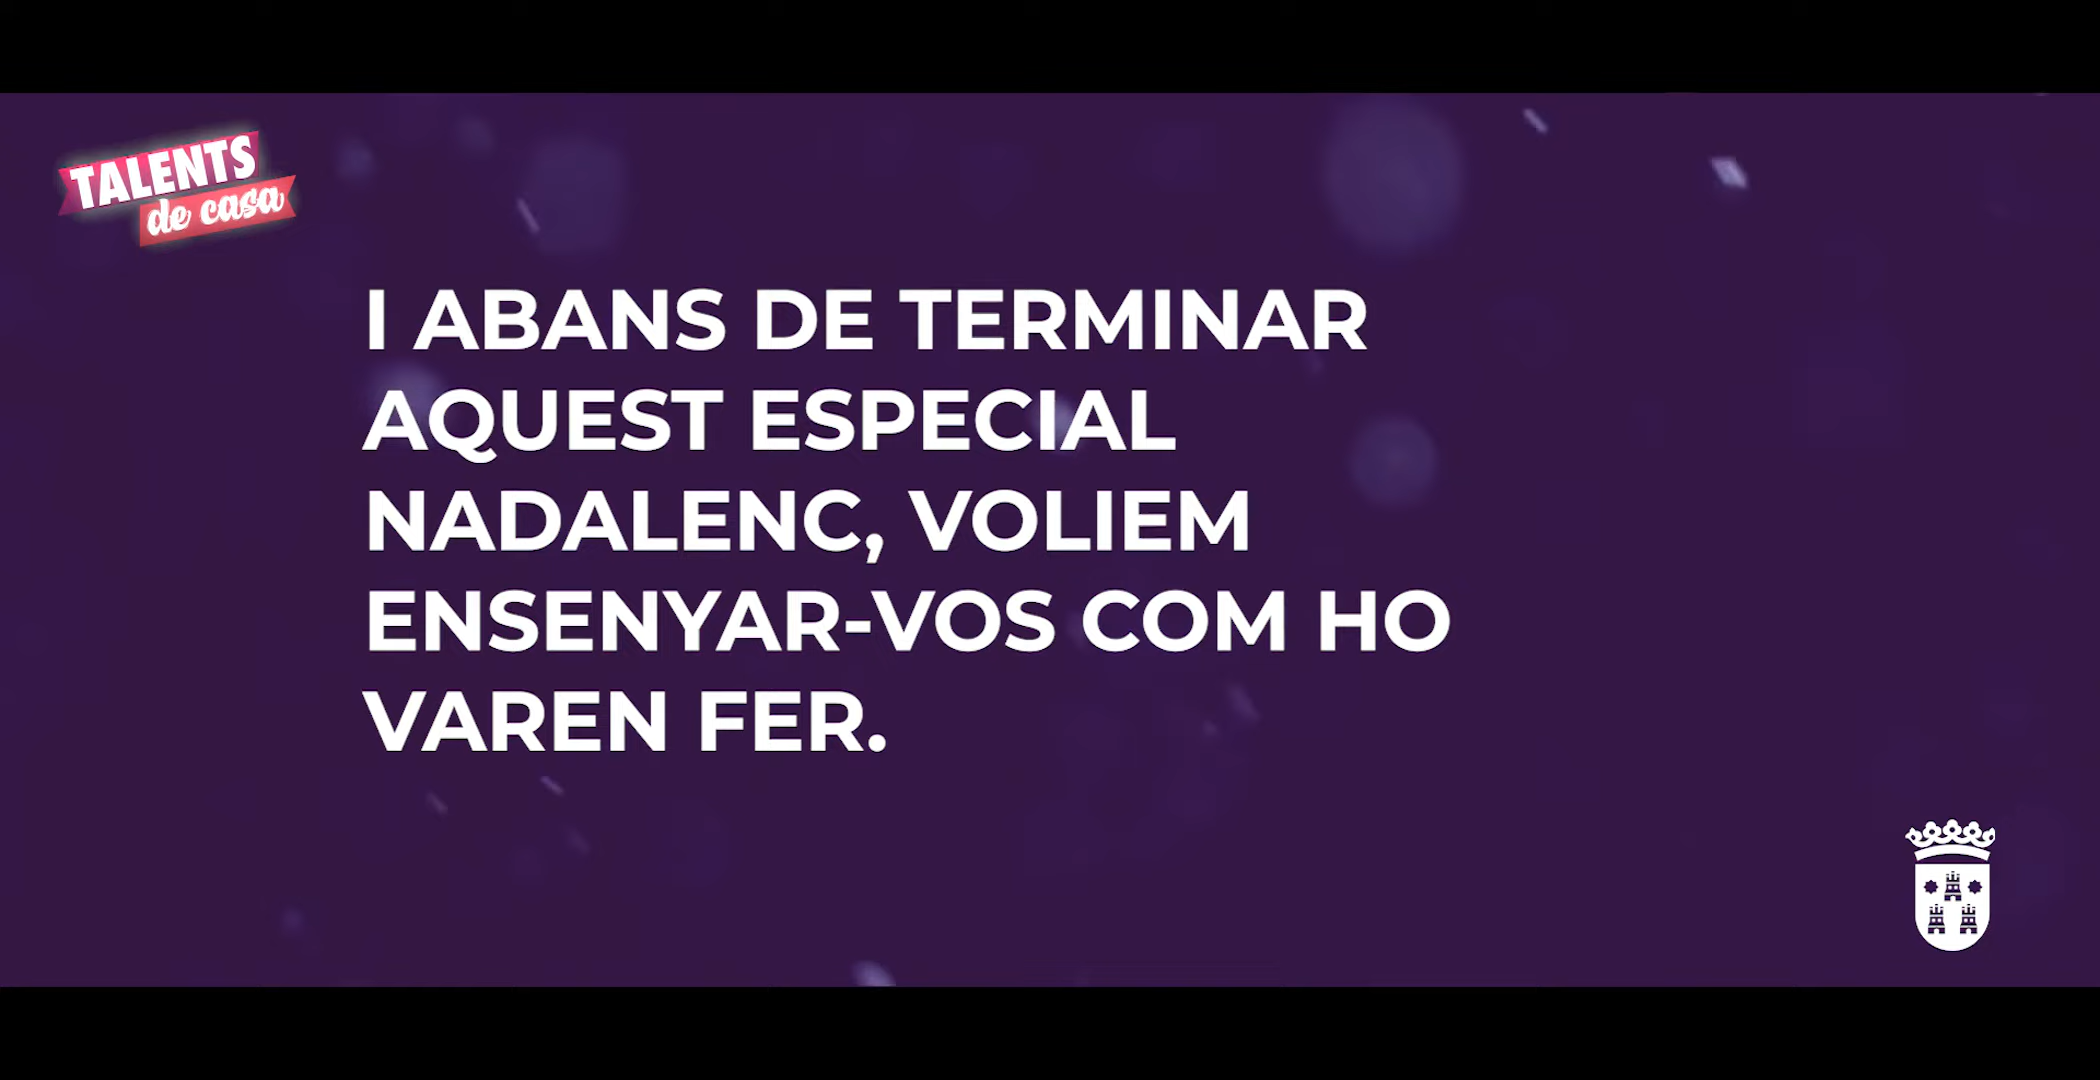 TALENTS
de casa
I ABANS DE TERMINAR
AQUEST ESPECIAL
NADALENC, VOLIEM
ENSENYAR-VOS COM HO
VAREN FER.